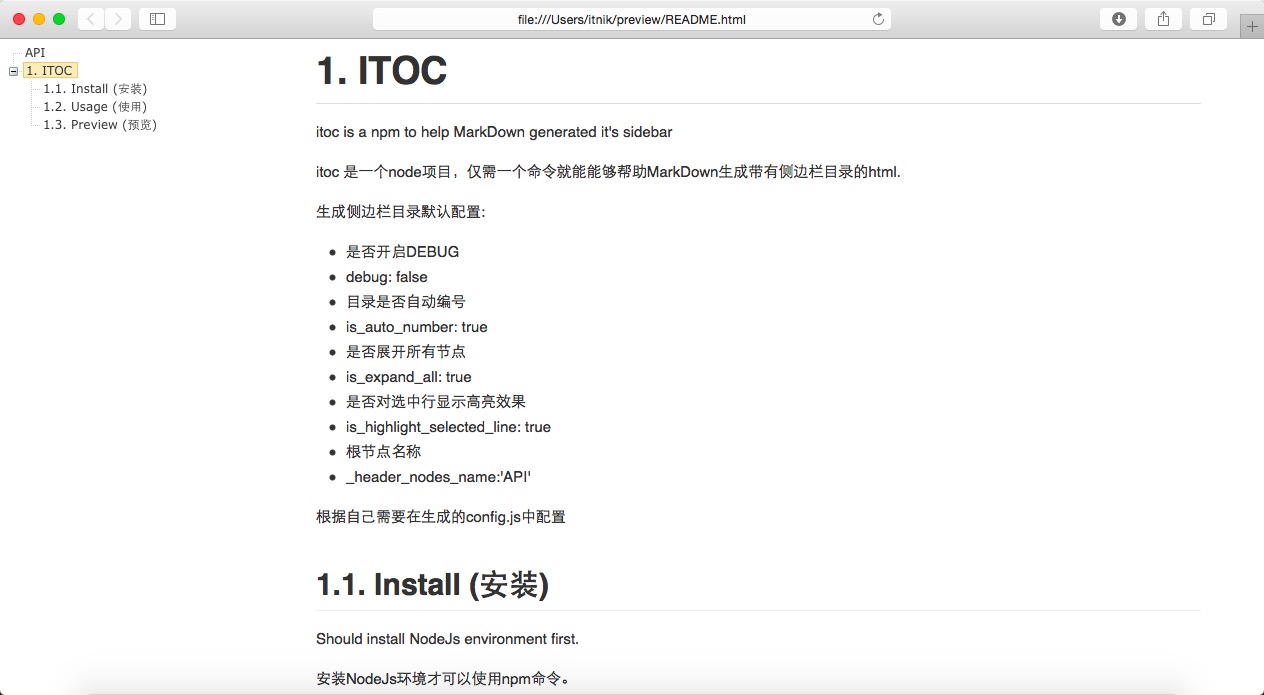 file:///Users/itnik/preview/README.html
API
1. ITOC
1.1. Install (安装)
1.2. Usage (使用)
1.3. Preview (预览)
1. ITOC
itoc is a npm to help MarkDown generated it's sidebar
itoc 是一个node项目，仅需一个命令就能能够帮助MarkDown生成带有侧边栏目录的html.
生成侧边栏目录默认配置:
是否开启DEBUG
debug: false
目录是否自动编号
is_auto_number: true
是否展开所有节点
is_expand_all: true
是否对选中行显示高亮效果
is_highlight_selected_line: true
根节点名称
_header_nodes_name:'API'
根据自己需要在生成的config.js中配置
1.1. Install (安装)
Should install NodeJs environment first.
安装NodeJs环境才可以使用npm命令。